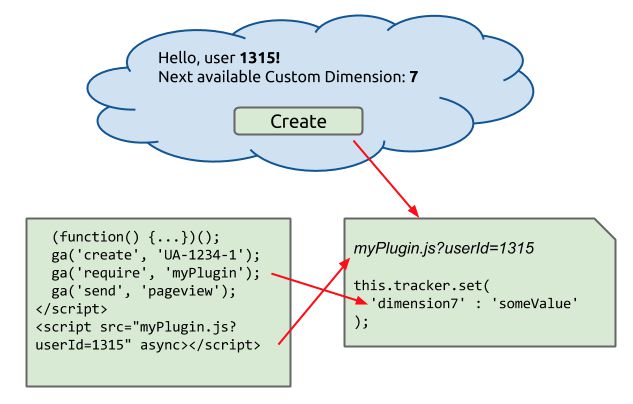 Hello, user 1315!
Next available Custom Dimension: 7
Create
(function() {...})();
ga('create', 'UA-1234-1');
ga('require', 'myPlugin');
ga('send', 'pageview');
</script>
<script src="myPlugin.js?
userId=1315" async></script>
myPlugin.js?userId=1315
this.tracker.set(
'dimension7' : 'someValue'
);